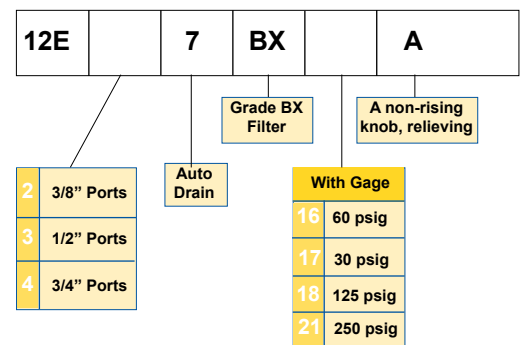 12E 7 BX A
Grade BX
Filter
A non-rising
knob, relieving
Auto
Drain
2 3/8” Ports
3 1/2” Ports
4 3/4” Ports
With Gage
16 60 psig
17 30 psig
18 125 psig
21 250 psig